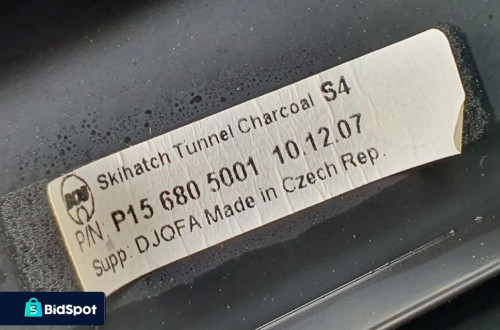 Skihatch Tunnel Charcoal S4
P/N: P15 680 5001 10.12.07
Supp: DJQFA Made in Czech Rep.
BidSpot